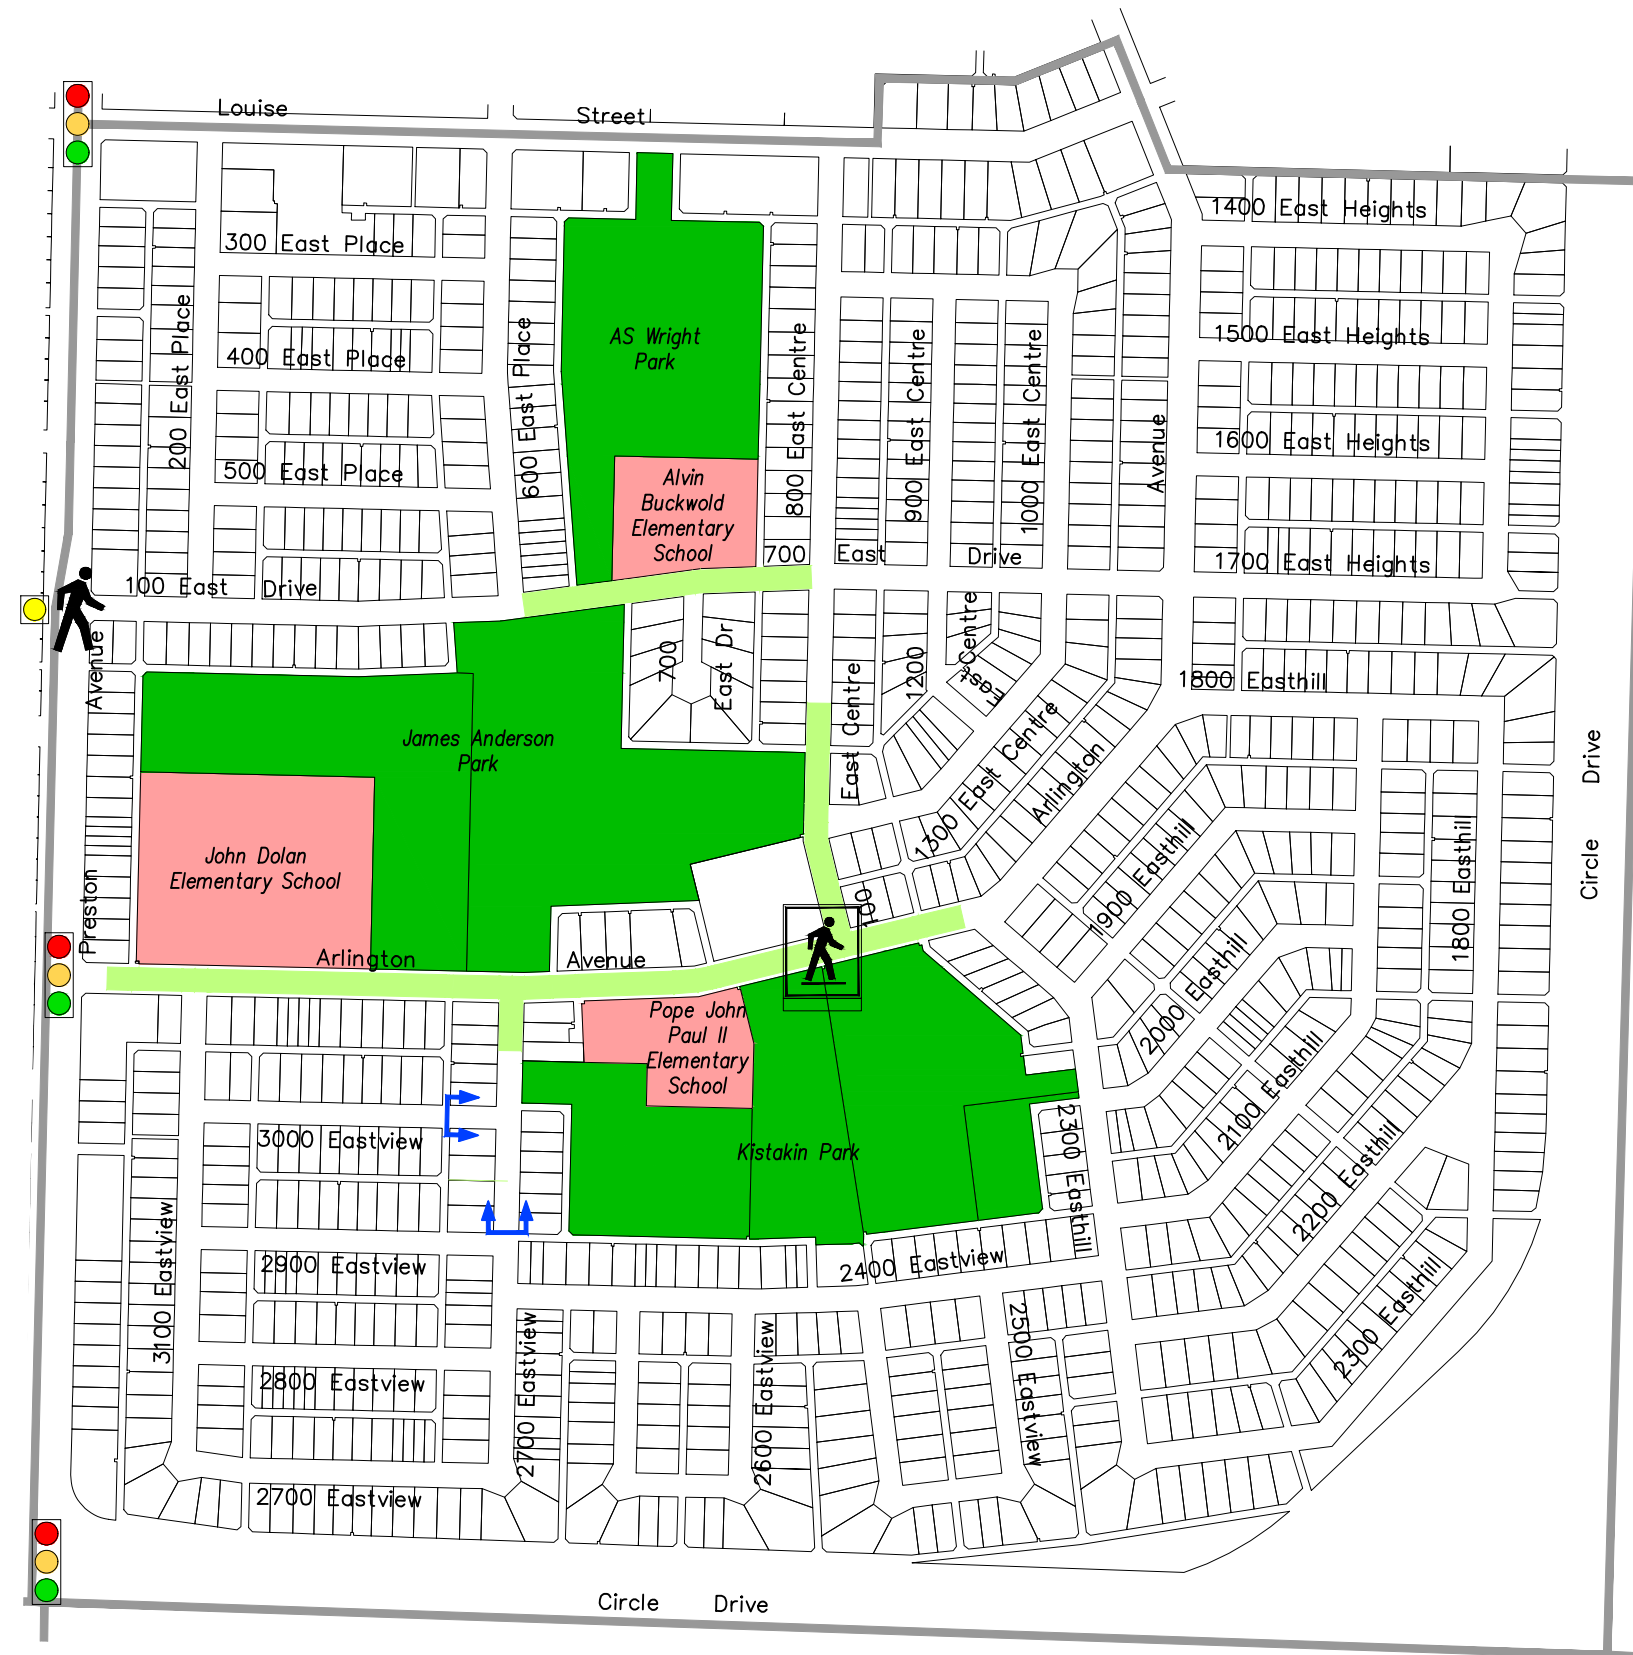 Louise Street
1400 East Heights
300 East Place
200 East Place
600 East Place
AS Wright
Park
800 East Centre
900 East Centre
1000 East Centre
Avenue
1500 East Heights
400 East Place
1600 East Heights
500 East Place
Alvin
Buckwold
Elementary
School
700 East Drive
1700 East Heights
100 East Drive
Avenue
700
East Dr
East Centre
1200
East Centre
1800 Easthill
James Anderson
Park
1300 East Centre
Arlington
Circle Drive
John Dolan
Elementary School
1900 Easthill
1800 Easthill
Preston
100
Arlington Avenue
2000 Easthill
Pope John
Paul II
Elementary
School
2100 Easthill
3000 Eastview
Kistakin Park
2300 Easthill
2200 Easthill
3100 Eastview
2900 Eastview
2400 Eastview
2300 Easthill
2800 Eastview
2700 Eastview
2600 Eastview
2500 Eastview
2700 Eastview
Circle Drive